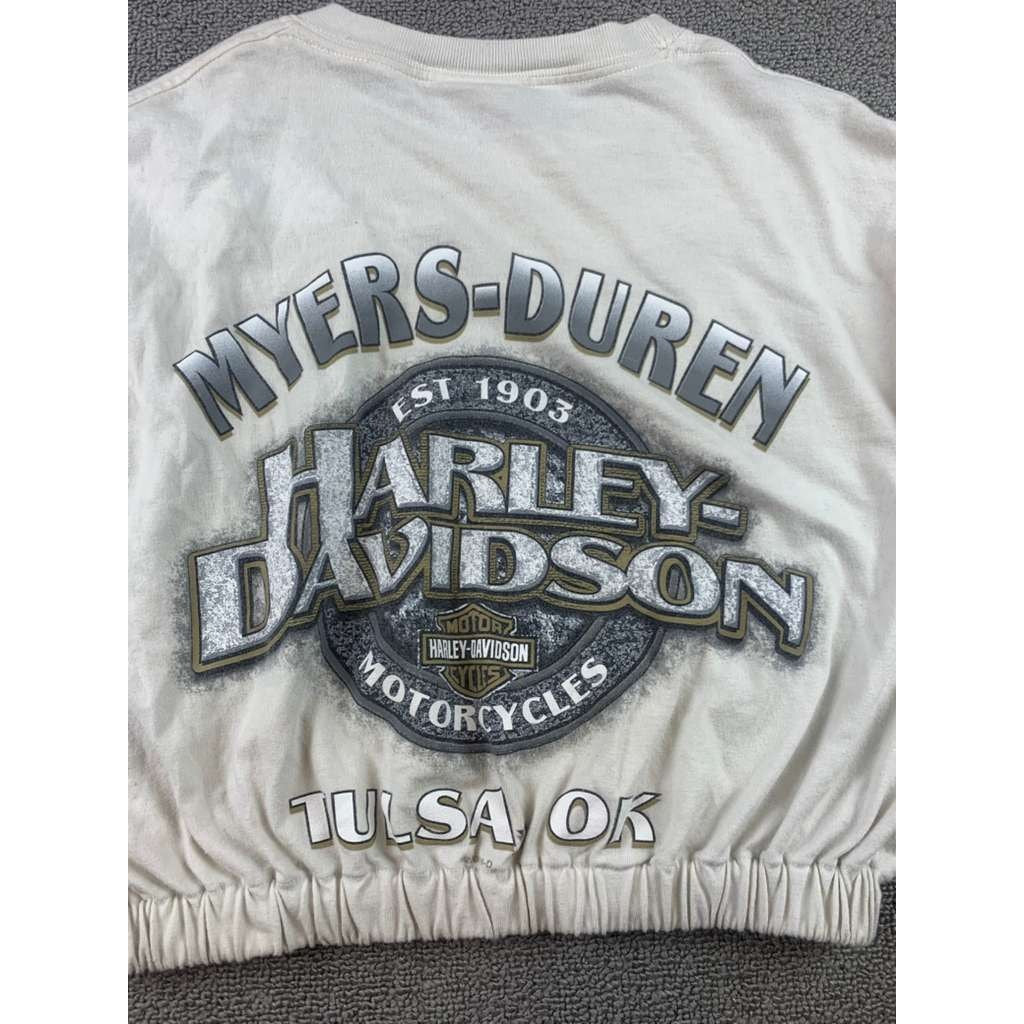 MYERS-DUREN
EST 1903
HARLEY-
DAVIDSON
MOTOR
HARLEY-DAVIDSON
CYCLES
MOTORCYCLES
TULSA, OK